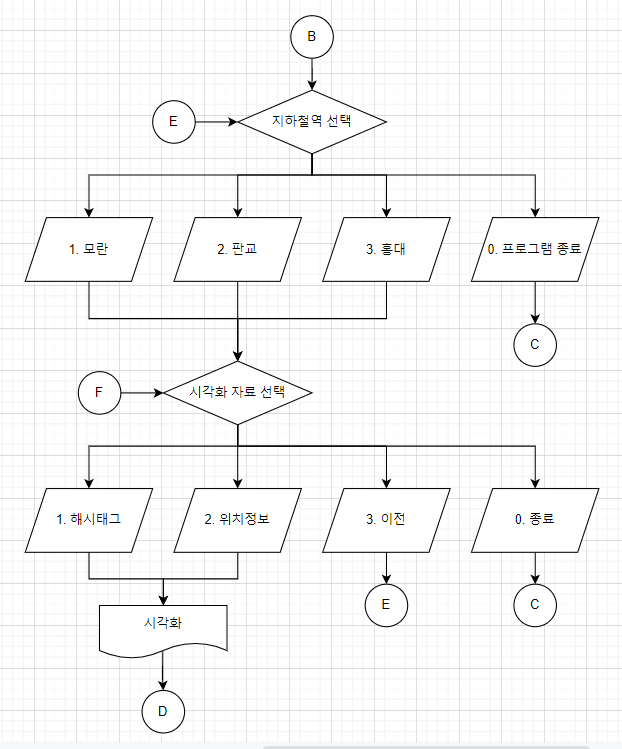 B
E
지하철역 선택
1. 모란
2. 판교
3. 홍대
0. 프로그램 종료
C
F
시각화 자료 선택
1. 해시태그
2. 위치정보
3. 이전
0. 종료
시각화
E
C
D